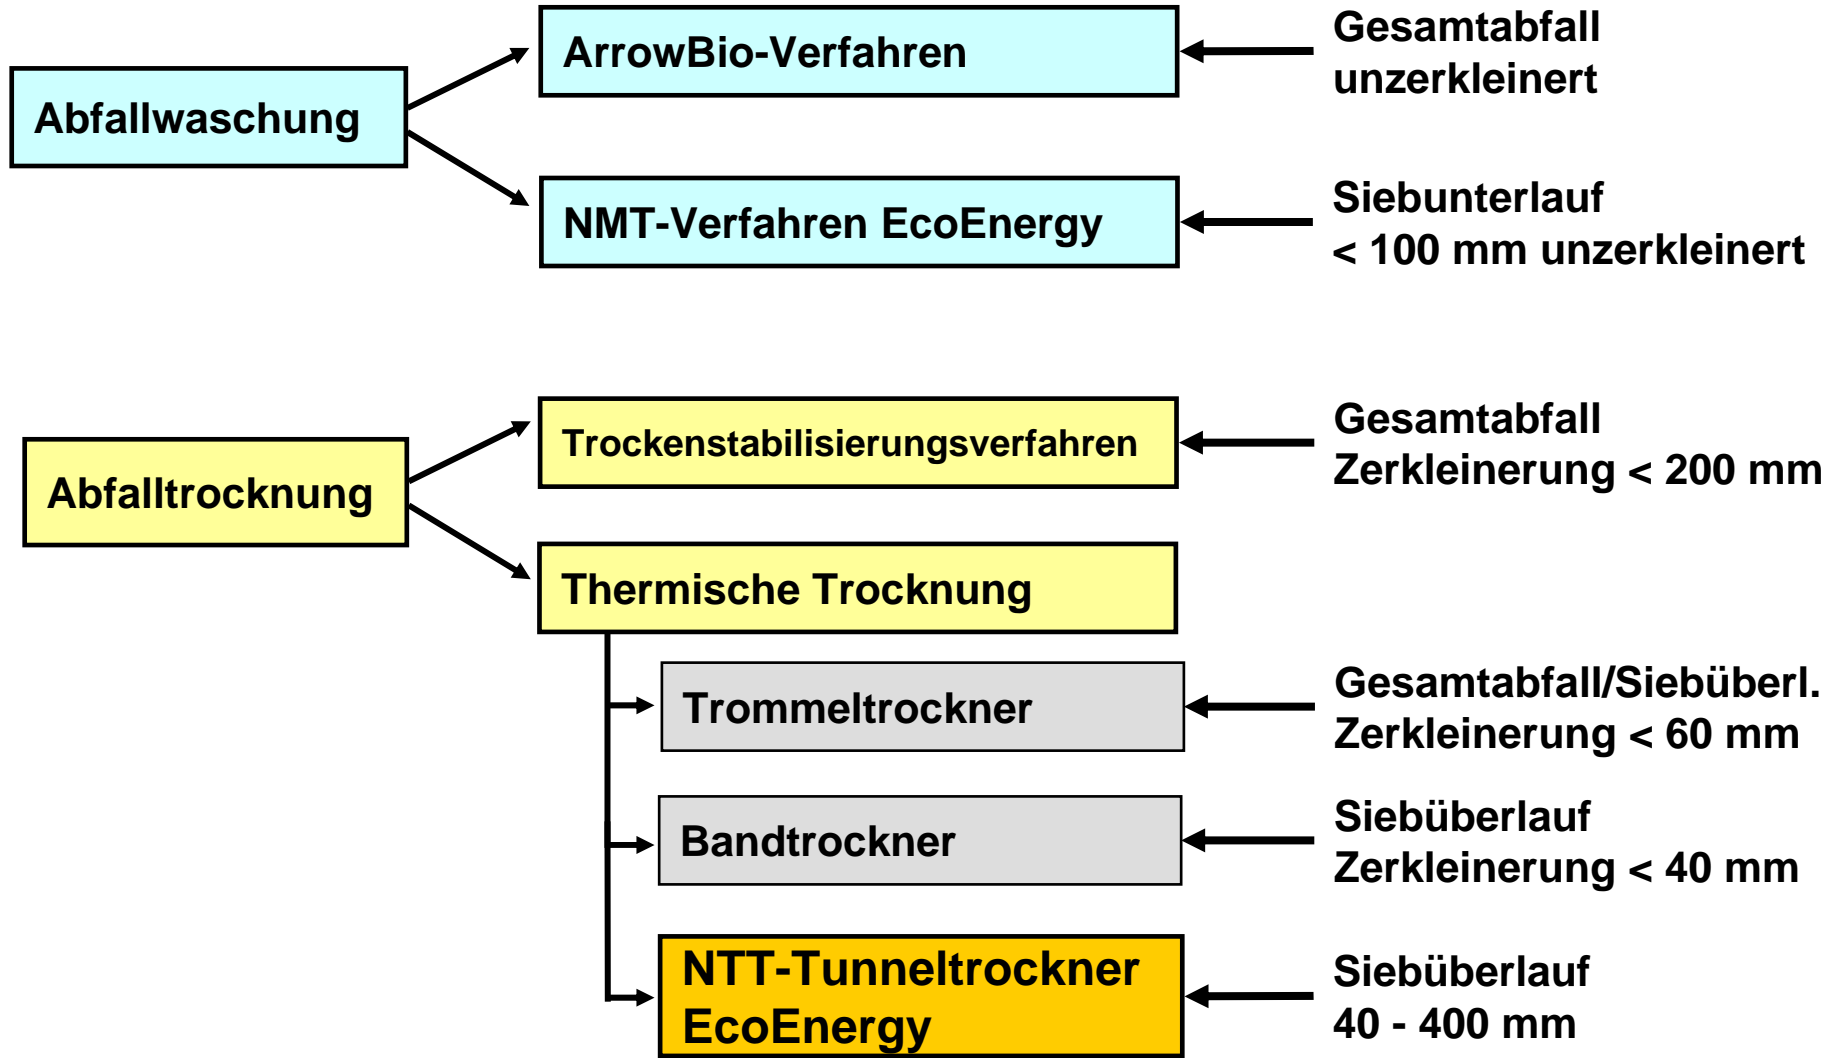 Abfallwaschung
ArrowBio-Verfahren
Gesamtabfall
unzerkleinert
NMT-Verfahren EcoEnergy
Siebunterlauf
< 100 mm unzerkleinert
Abfalltrocknung
Trockenstabilisierungsverfahren
Gesamtabfall
Zerkleinerung < 200 mm
Thermische Trocknung
Trommeltrockner
Gesamtabfall/Siebüberl.
Zerkleinerung < 60 mm
Bandtrockner
Siebüberlauf
Zerkleinerung < 40 mm
NTT-Tunneltrockner
EcoEnergy
Siebüberlauf
40 - 400 mm